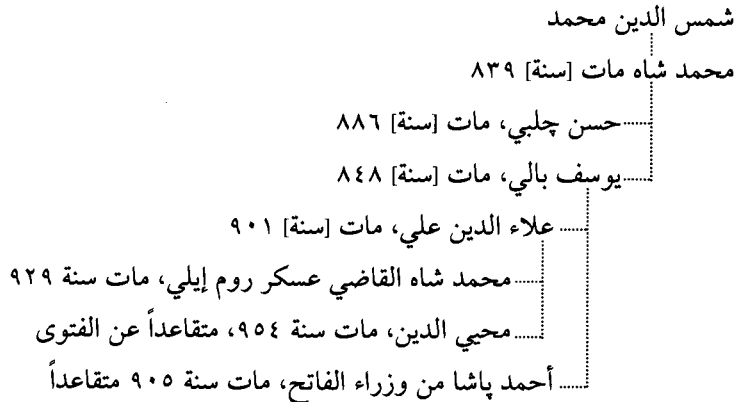 شمس الدين محمد
محمد شاه مات [سنة] ٨٣٩
حسن چلبي، مات [سنة] ٨٨٦
يوسف بالي، مات [سنة] ٨٤٨
علاء الدين علي، مات [سنة] ٩٠١
محمد شاه القاضي عسكر روم إيلي، مات سنة ٩٢٩
محيي الدين، مات سنة ٩٥٤، متقاعداً عن الفتوى
أحمد پاشا من وزراء الفاتح، مات سنة ٩٠٥ متقاعداً